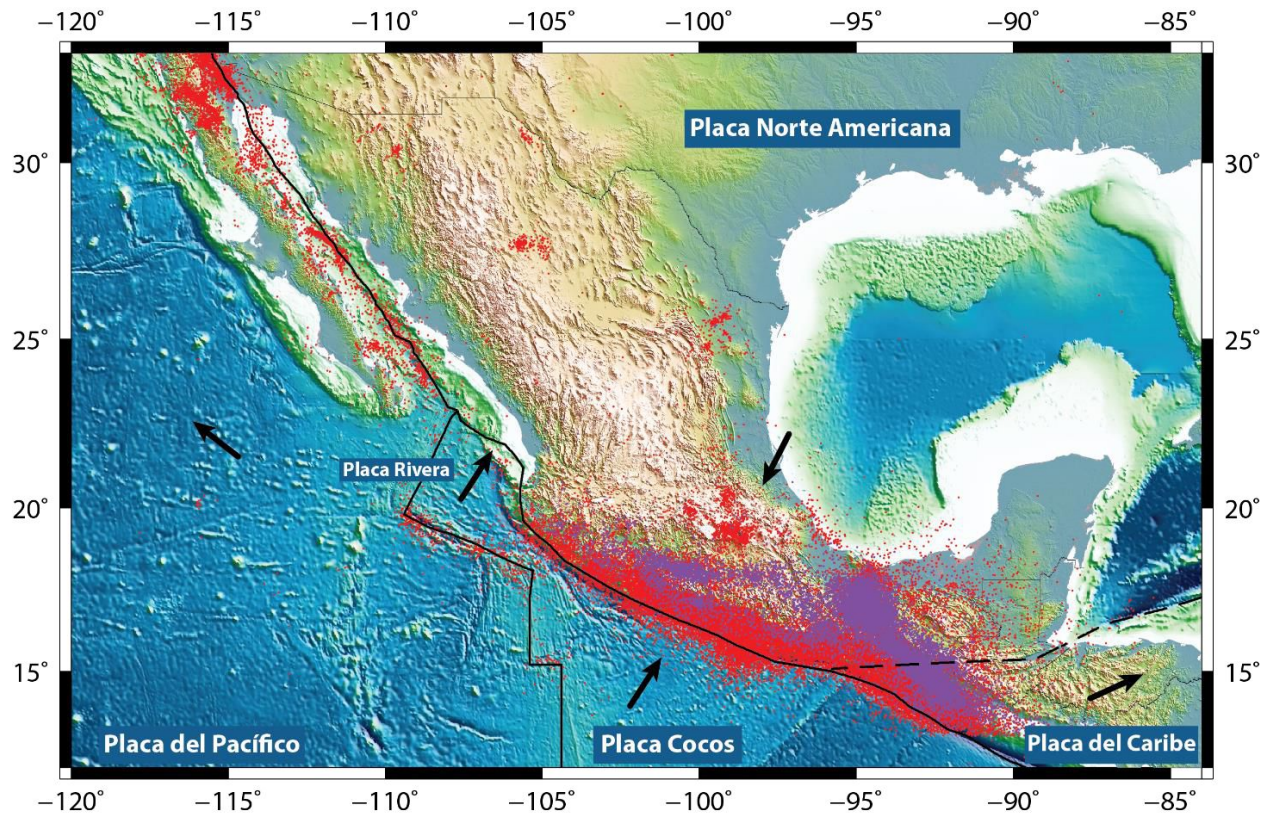 −120° −115° −110° −105° −100° −95° −90° −85°
Placa Norte Americana
30° 30°
25° 25°
Placa Rivera
20° 20°
15° 15°
Placa del Pacífico Placa Cocos Placa del Caribe
−120° −115° −110° −105° −100° −95° −90° −85°